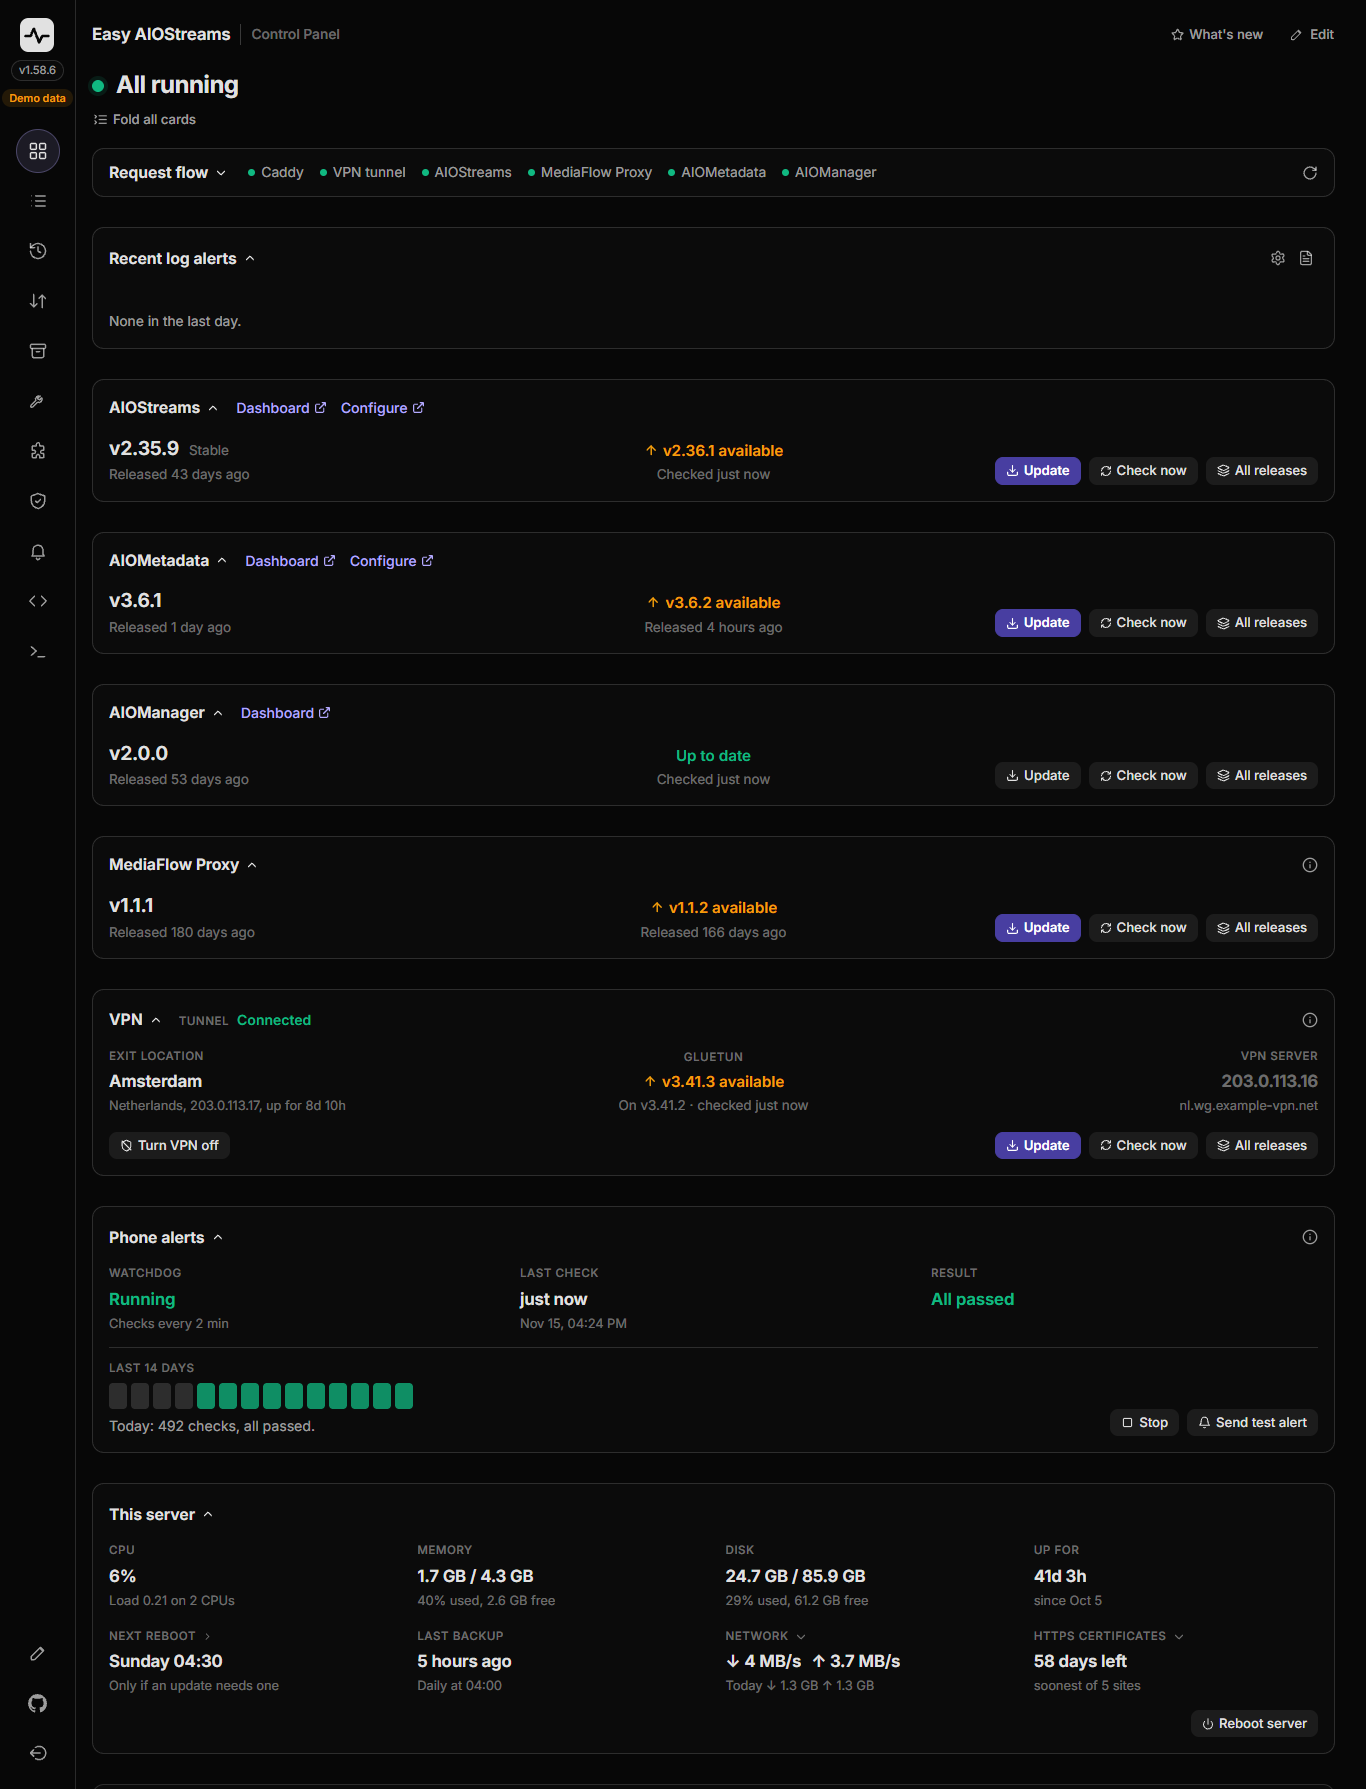 Easy AIOStreams
Control Panel
What's new
Edit
v1.58.6
Demo data
All running
Fold all cards
Request flow
Caddy
VPN tunnel
AIOStreams
MediaFlow Proxy
AIOMetadata
AIOManager
Recent log alerts
None in the last day.
AIOStreams
Dashboard
Configure
v2.35.9 Stable
Released 43 days ago
v2.36.1 available
Checked just now
Update
Check now
All releases
AIOMetadata
Dashboard
Configure
v3.6.1
Released 1 day ago
v3.6.2 available
Released 4 hours ago
Update
Check now
All releases
AIOManager
Dashboard
v2.0.0
Released 53 days ago
Up to date
Checked just now
Update
Check now
All releases
MediaFlow Proxy
v1.1.1
Released 180 days ago
v1.1.2 available
Released 166 days ago
Update
Check now
All releases
VPN
TUNNEL Connected
EXIT LOCATION
Amsterdam
Netherlands, 203.0.113.17, up for 8d 10h
GLUETUN
v3.41.3 available
On v3.41.2 · checked just now
VPN SERVER
203.0.113.16
nl.wg.example-vpn.net
Turn VPN off
Update
Check now
All releases
Phone alerts
WATCHDOG
Running
Checks every 2 min
LAST CHECK
just now
Nov 15, 04:24 PM
RESULT
All passed
LAST 14 DAYS
Today: 492 checks, all passed.
Stop
Send test alert
This server
CPU
6%
Load 0.21 on 2 CPUs
MEMORY
1.7 GB / 4.3 GB
40% used, 2.6 GB free
DISK
24.7 GB / 85.9 GB
29% used, 61.2 GB free
UP FOR
41d 3h
since Oct 5
NEXT REBOOT
Sunday 04:30
Only if an update needs one
LAST BACKUP
5 hours ago
Daily at 04:00
NETWORK
↓ 4 MB/s ↑ 3.7 MB/s
Today ↓ 1.3 GB ↑ 1.3 GB
HTTPS CERTIFICATES
58 days left
soonest of 5 sites
Reboot server